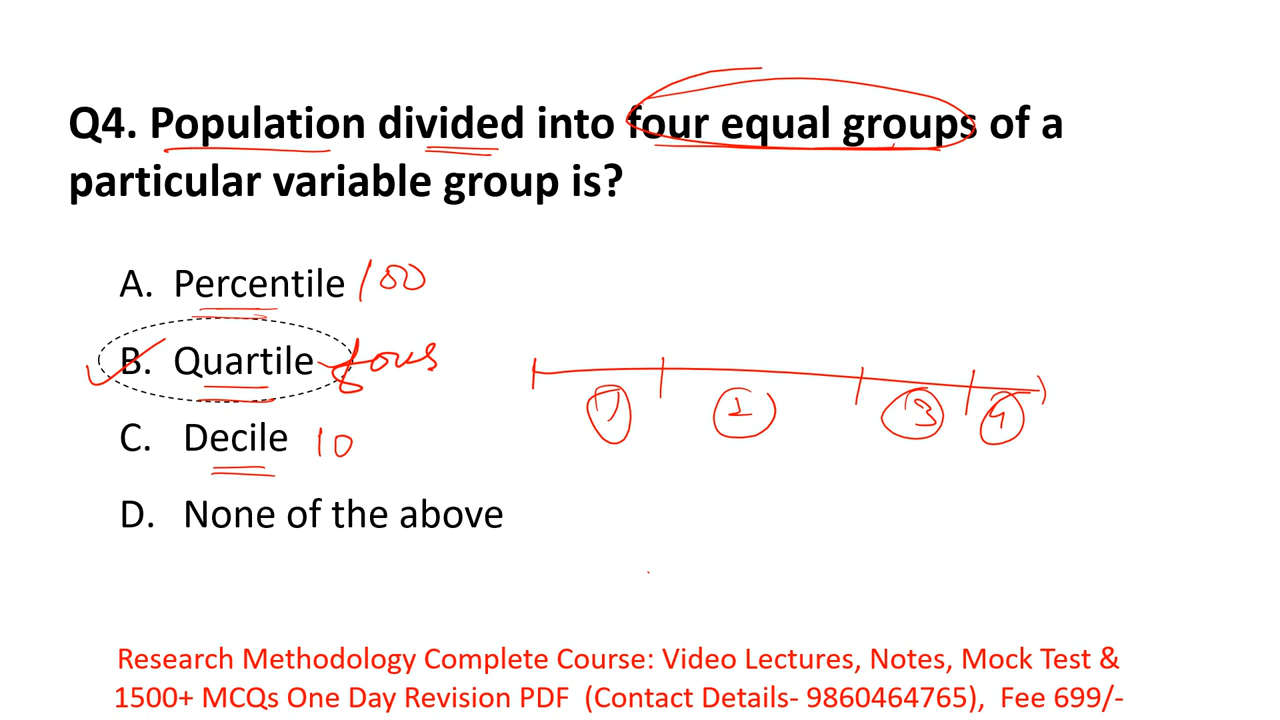 Q4. Population divided into four equal groups of a
particular variable group is?
A. Percentile 100
B. Quartile four
1 2 3 4
C. Decile 10
D. None of the above
Research Methodology Complete Course: Video Lectures, Notes, Mock Test &
1500+ MCQs One Day Revision PDF (Contact Details- 9860464765), Fee 699/-